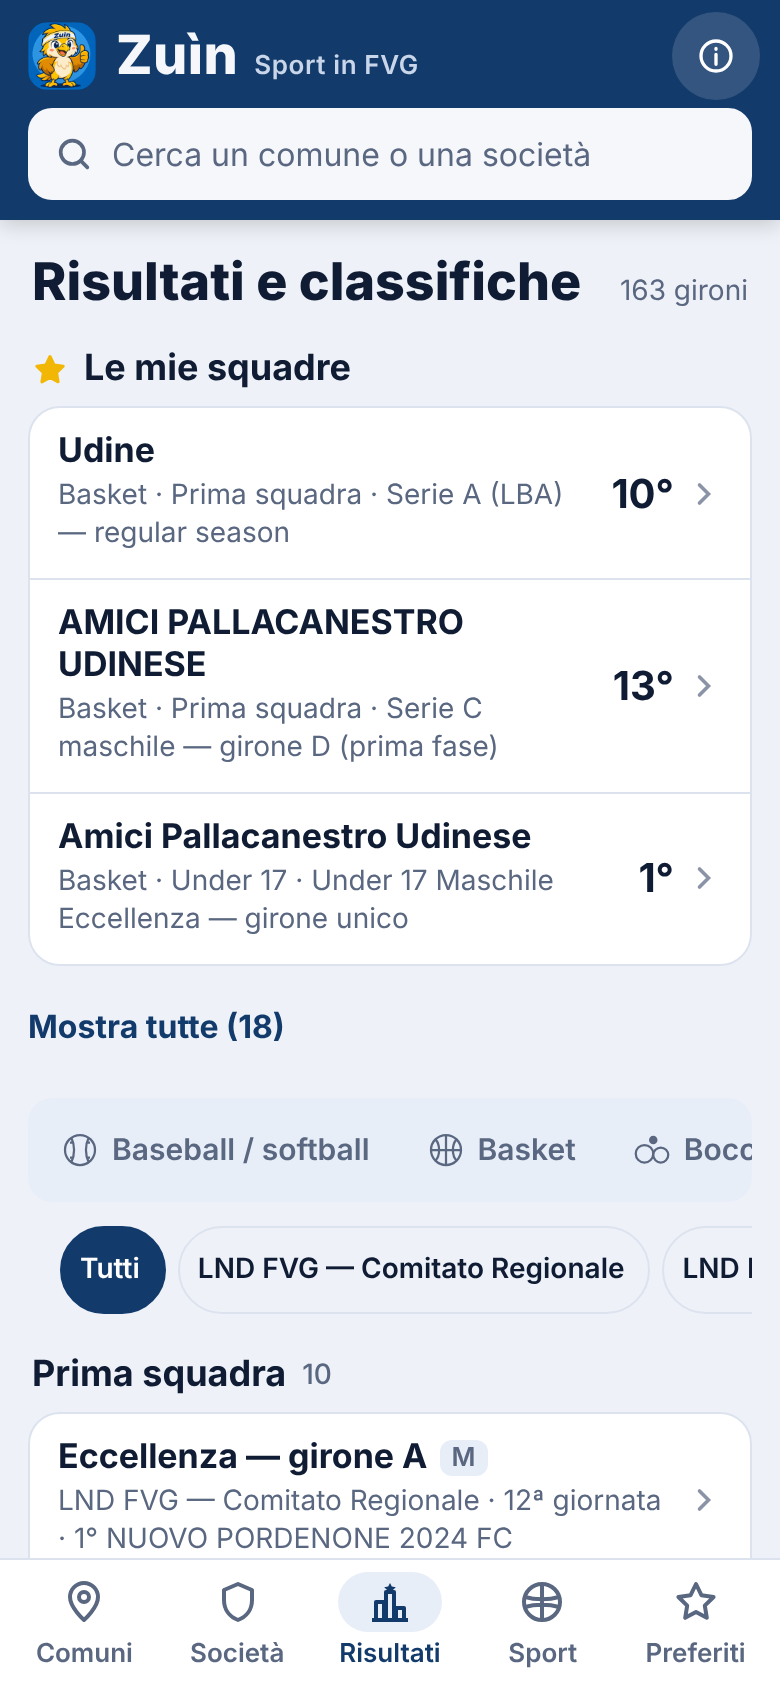 Zuìn Sport in FVG
Cerca un comune o una società
Risultati e classifiche 163 gironi
Le mie squadre
Udine
Basket · Prima squadra · Serie A (LBA)
— regular season
10°
AMICI PALLACANESTRO
UDINESE
Basket · Prima squadra · Serie C
maschile — girone D (prima fase)
13°
Amici Pallacanestro Udinese
Basket · Under 17 · Under 17 Maschile
Eccellenza — girone unico
1°
Mostra tutte (18)
Baseball / softball Basket Bocc
Tutti LND FVG — Comitato Regionale LND
Prima squadra 10
Eccellenza — girone A M
LND FVG — Comitato Regionale · 12ª giornata
· 1° NUOVO PORDENONE 2024 FC
Comuni Società Risultati Sport Preferiti